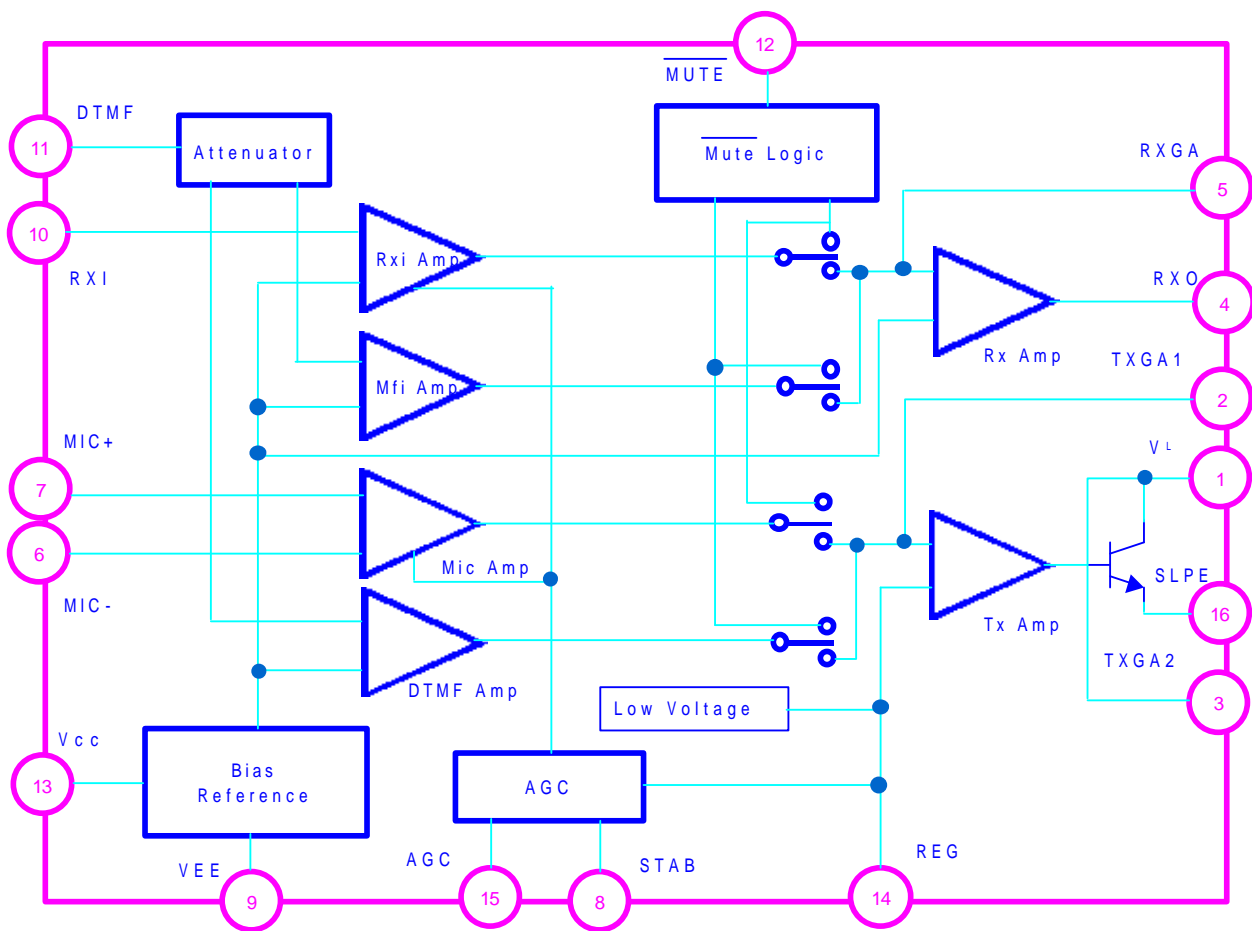 12
MUTE
DTMF
11
Attenuator
Mute Logic
RXGA
5
10
RXI
Rxi Amp
RXO
4
Rx Amp
TXGA1
Mfi Amp
2
MIC+
VL
7
1
6
Mic Amp
SLPE
MIC-
16
Tx Amp
TXGA2
DTMF Amp
3
Low Voltage
Vcc
13
Bias
Reference
AGC
REG
AGC
STAB
VEE
9
15
8
14